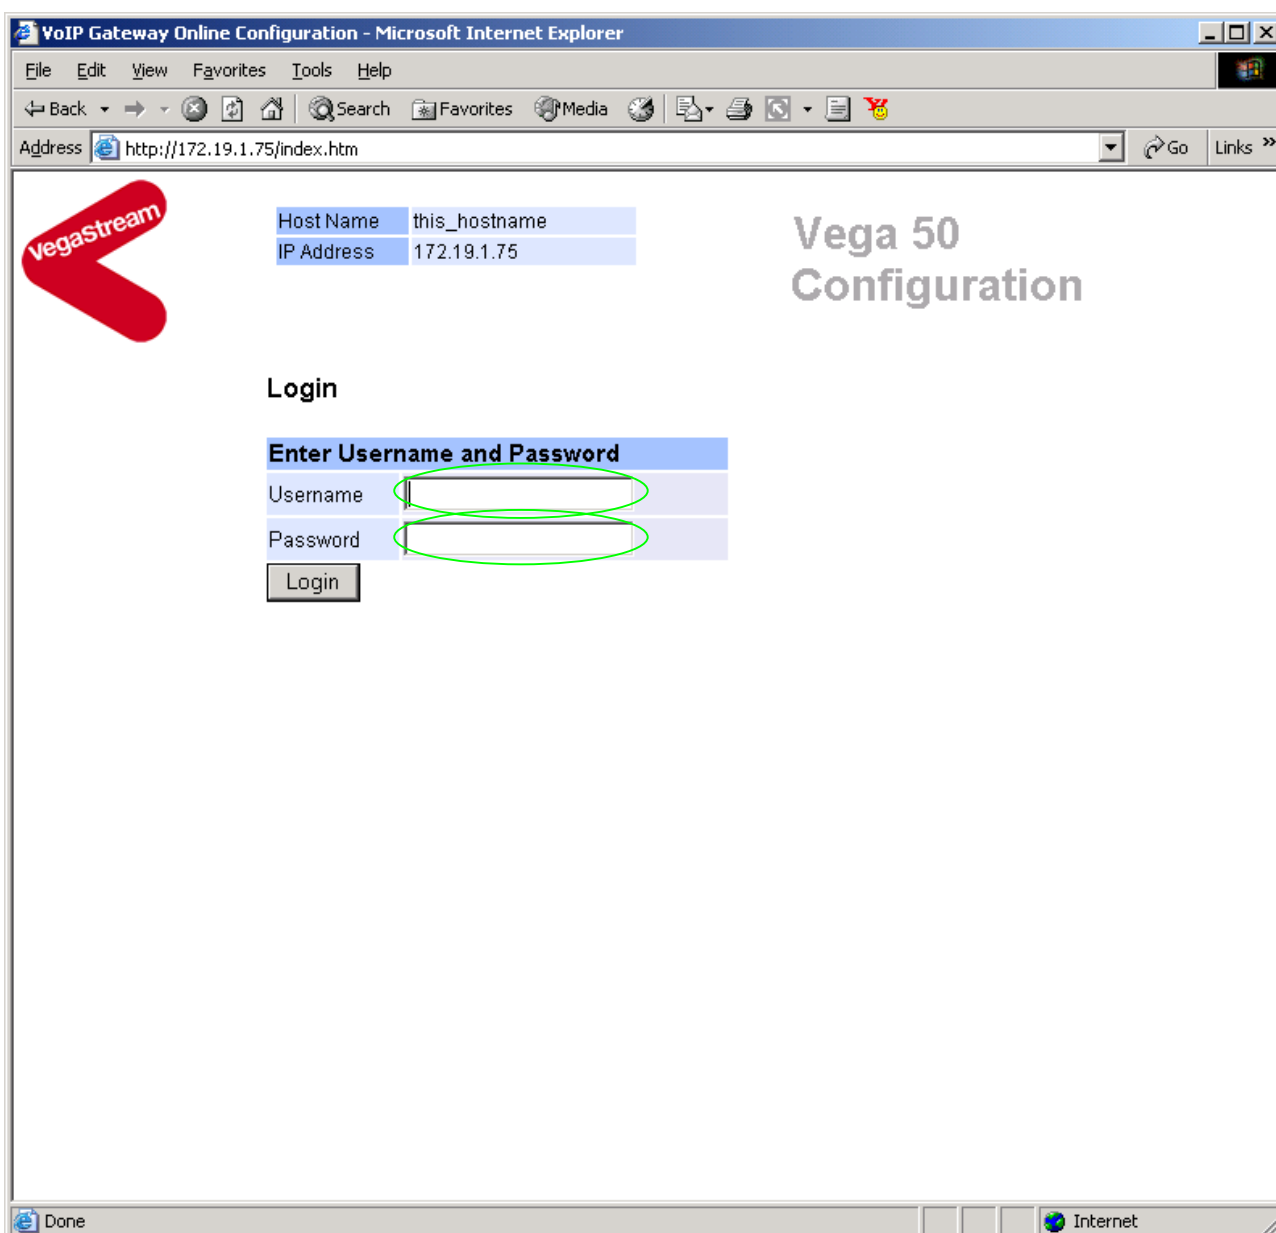 VoIP Gateway Online Configuration - Microsoft Internet Explorer
File Edit View Favorites Tools Help
Back Search Favorites Media
Address http://172.19.1.75/index.htm Go Links »
vegastream
Host Name this_hostname
IP Address 172.19.1.75
Vega 50
Configuration
Login
Enter Username and Password
Username
Password
Login
Done Internet